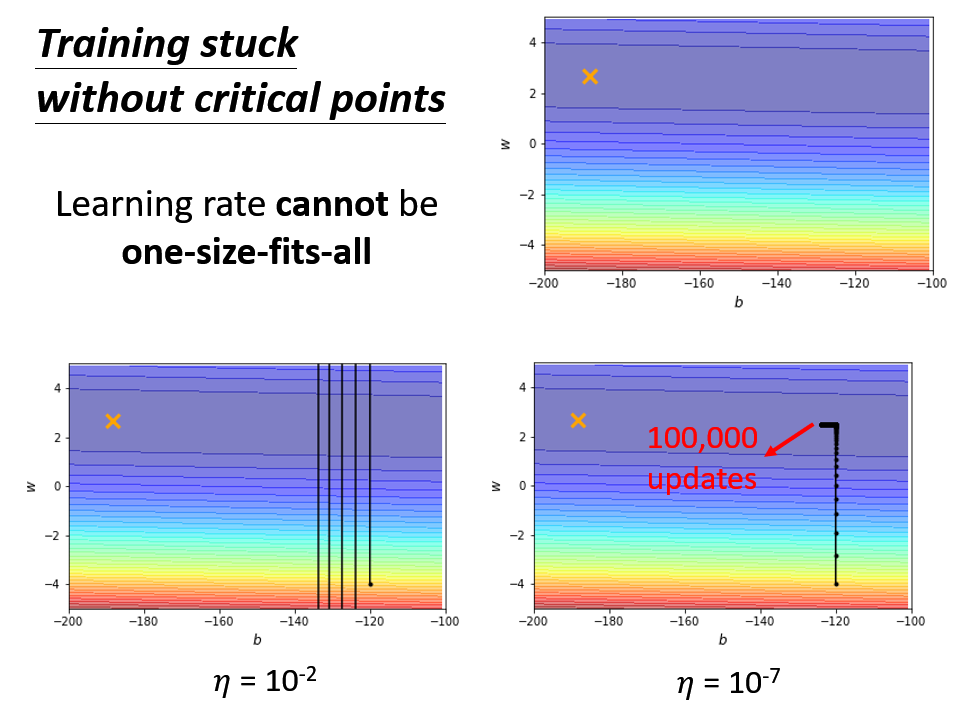 Training stuck
without critical points
Learning rate cannot be
one-size-fits-all
4
2
0
−2
−4
w
−200
−180
−160
−140
−120
−100
b
4
2
0
−2
−4
w
−200
−180
−160
−140
−120
−100
b
η = 10⁻²
4
2
0
−2
−4
w
100,000
updates
−200
−180
−160
−140
−120
−100
b
η = 10⁻⁷